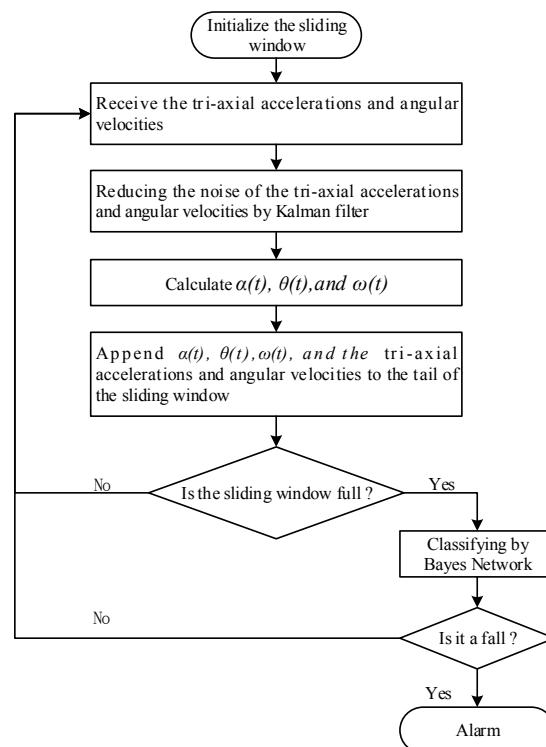 Initialize the sliding
window
Receive the tri-axial accelerations and angular
velocities
Reducing the noise of the tri-axial accelerations
and angular velocities by Kalman filter
Calculate α(t), θ(t),and ω(t)
Append α(t), θ(t),ω(t), and the tri-axial
accelerations and angular velocities to the tail of
the sliding window
No
Is the sliding window full ?
Yes
Classifying by
Bayes Network
No
Is it a fall ?
Yes
Alarm